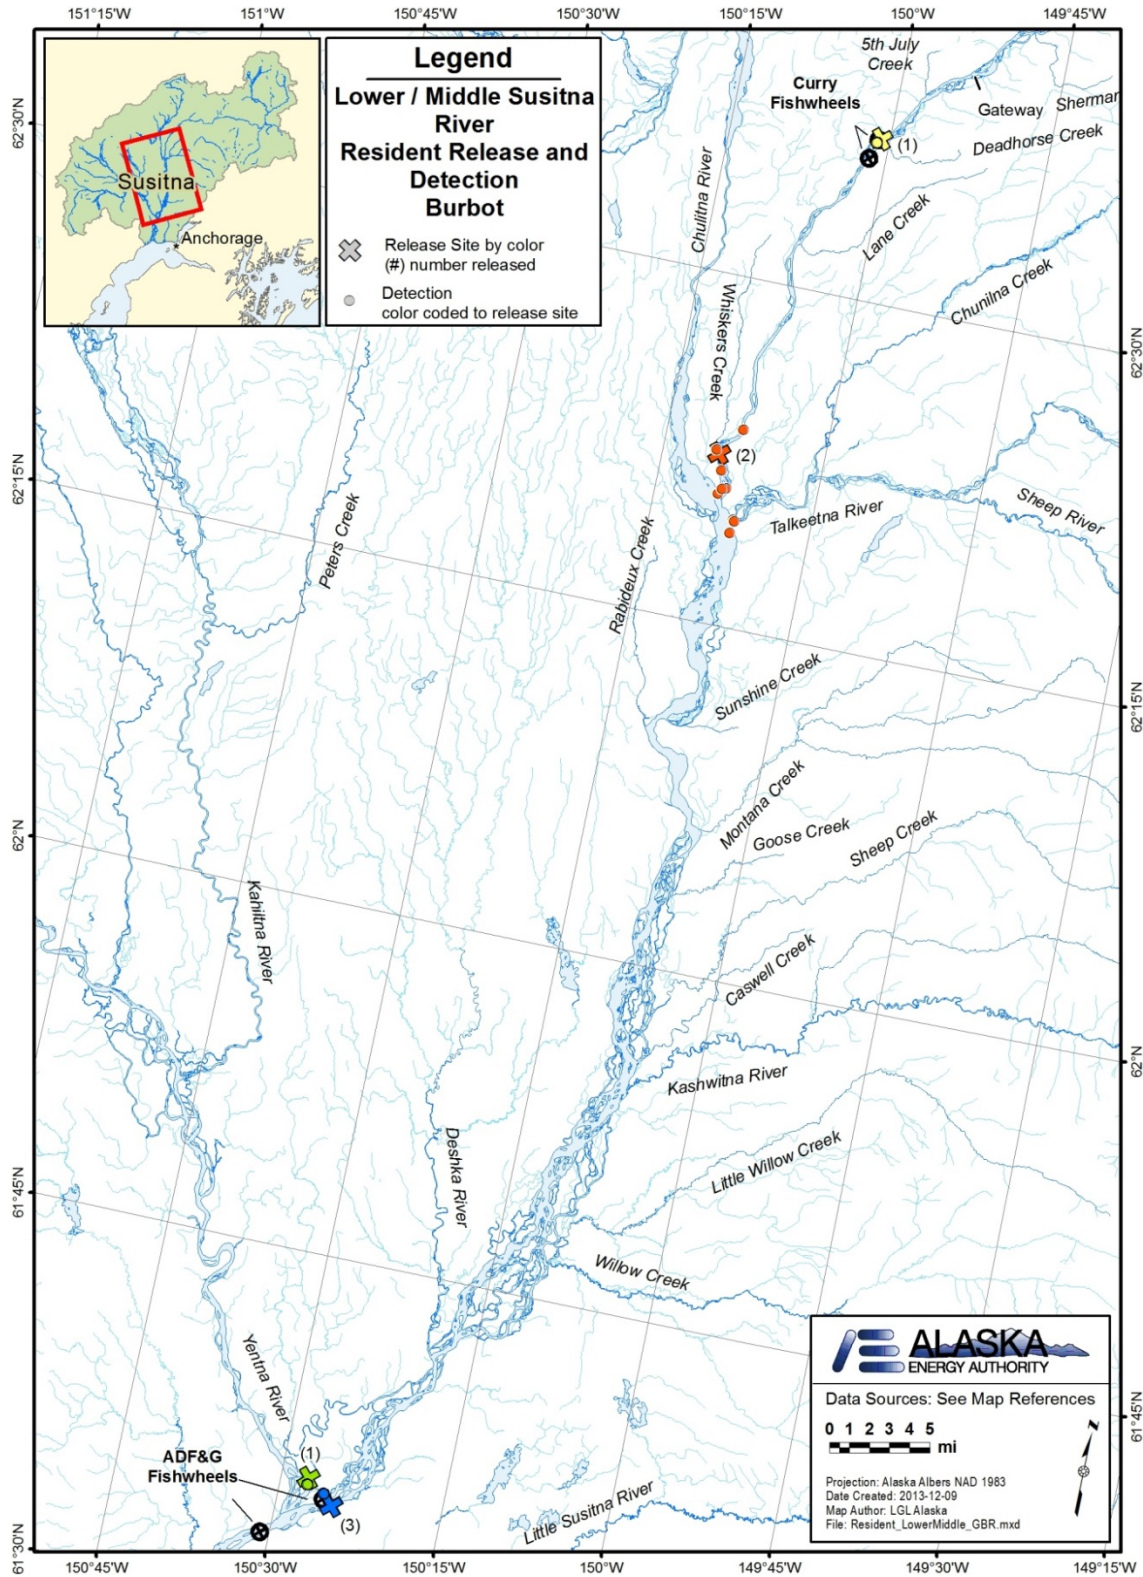 151°15'W
151°W
150°45'W
150°30'W
150°15'W
150°W
149°45'W
62°30'N
62°15'N
62°N
61°45'N
61°30'N
Susitna
Anchorage
Legend
Lower / Middle Susitna
River
Resident Release and
Detection
Burbot
Release Site by color
(#) number released
Detection
color coded to release site
5th July
Creek
Curry
Fishwheels
(1)
Gateway
Sherman
Deadhorse Creek
Lane Creek
Chulitna River
Chunilna Creek
Whiskers Creek
(2)
Talkeetna River
Sheep River
Peters Creek
Rabideux Creek
Sunshine Creek
Montana Creek
Goose Creek
Sheep Creek
Kahiltna River
Caswell Creek
Kashwitna River
Deshka River
Little Willow Creek
Willow Creek
Yentna River
ADF&G
Fishwheels
(1)
(3)
Little Susitna River
62°30'N
62°15'N
62°N
61°45'N
ALASKA
ENERGY AUTHORITY
Data Sources: See Map References
0 1 2 3 4 5
mi
N
Projection: Alaska Albers NAD 1983
Date Created: 2013-12-09
Map Author: LGL Alaska
File: Resident_LowerMiddle_GBR.mxd
150°45'W
150°30'W
150°15'W
150°W
149°45'W
149°30'W
149°15'W